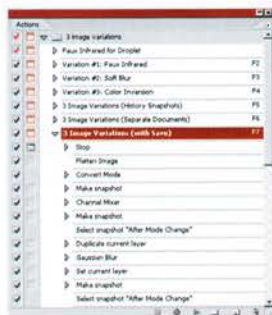 Actions
3 Image Variations
Faux Infrared for Droplet
Variation #1: Faux Infrared F2
Variation #2: Soft Blur F3
Variation #3: Color Inversion F4
3 Image Variations (History Snapshots) F5
3 Image Variations (Separate Documents) F6
3 Image Variations (with Save) F7
Stop
Flatten Image
Convert Mode
Make snapshot
Channel Mixer
Make snapshot
Select snapshot "After Mode Change"
Duplicate current layer
Gaussian Blur
Set current layer
Make snapshot
Select snapshot "After Mode Change"